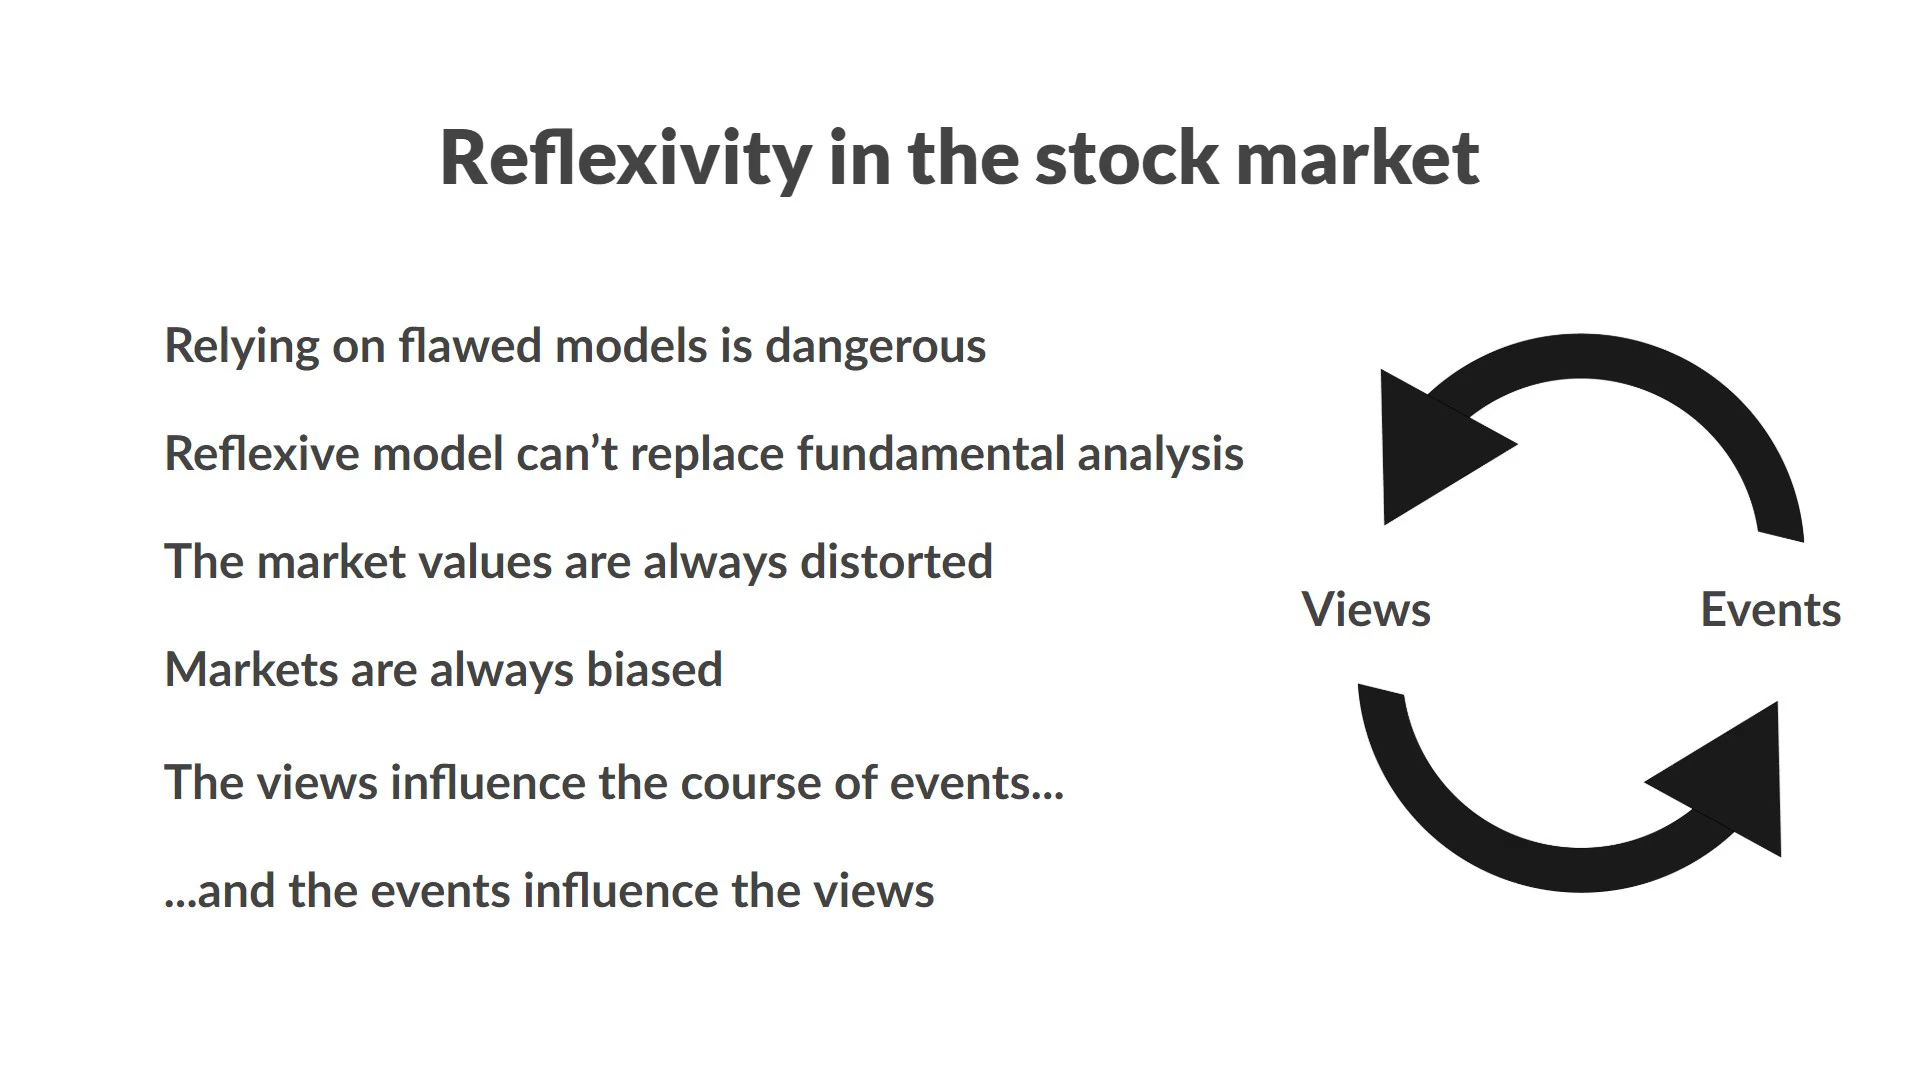 Reflexivity in the stock market
Relying on flawed models is dangerous
Reflexive model can’t replace fundamental analysis
The market values are always distorted
Markets are always biased
The views influence the course of events...
...and the events influence the views
Views
Events